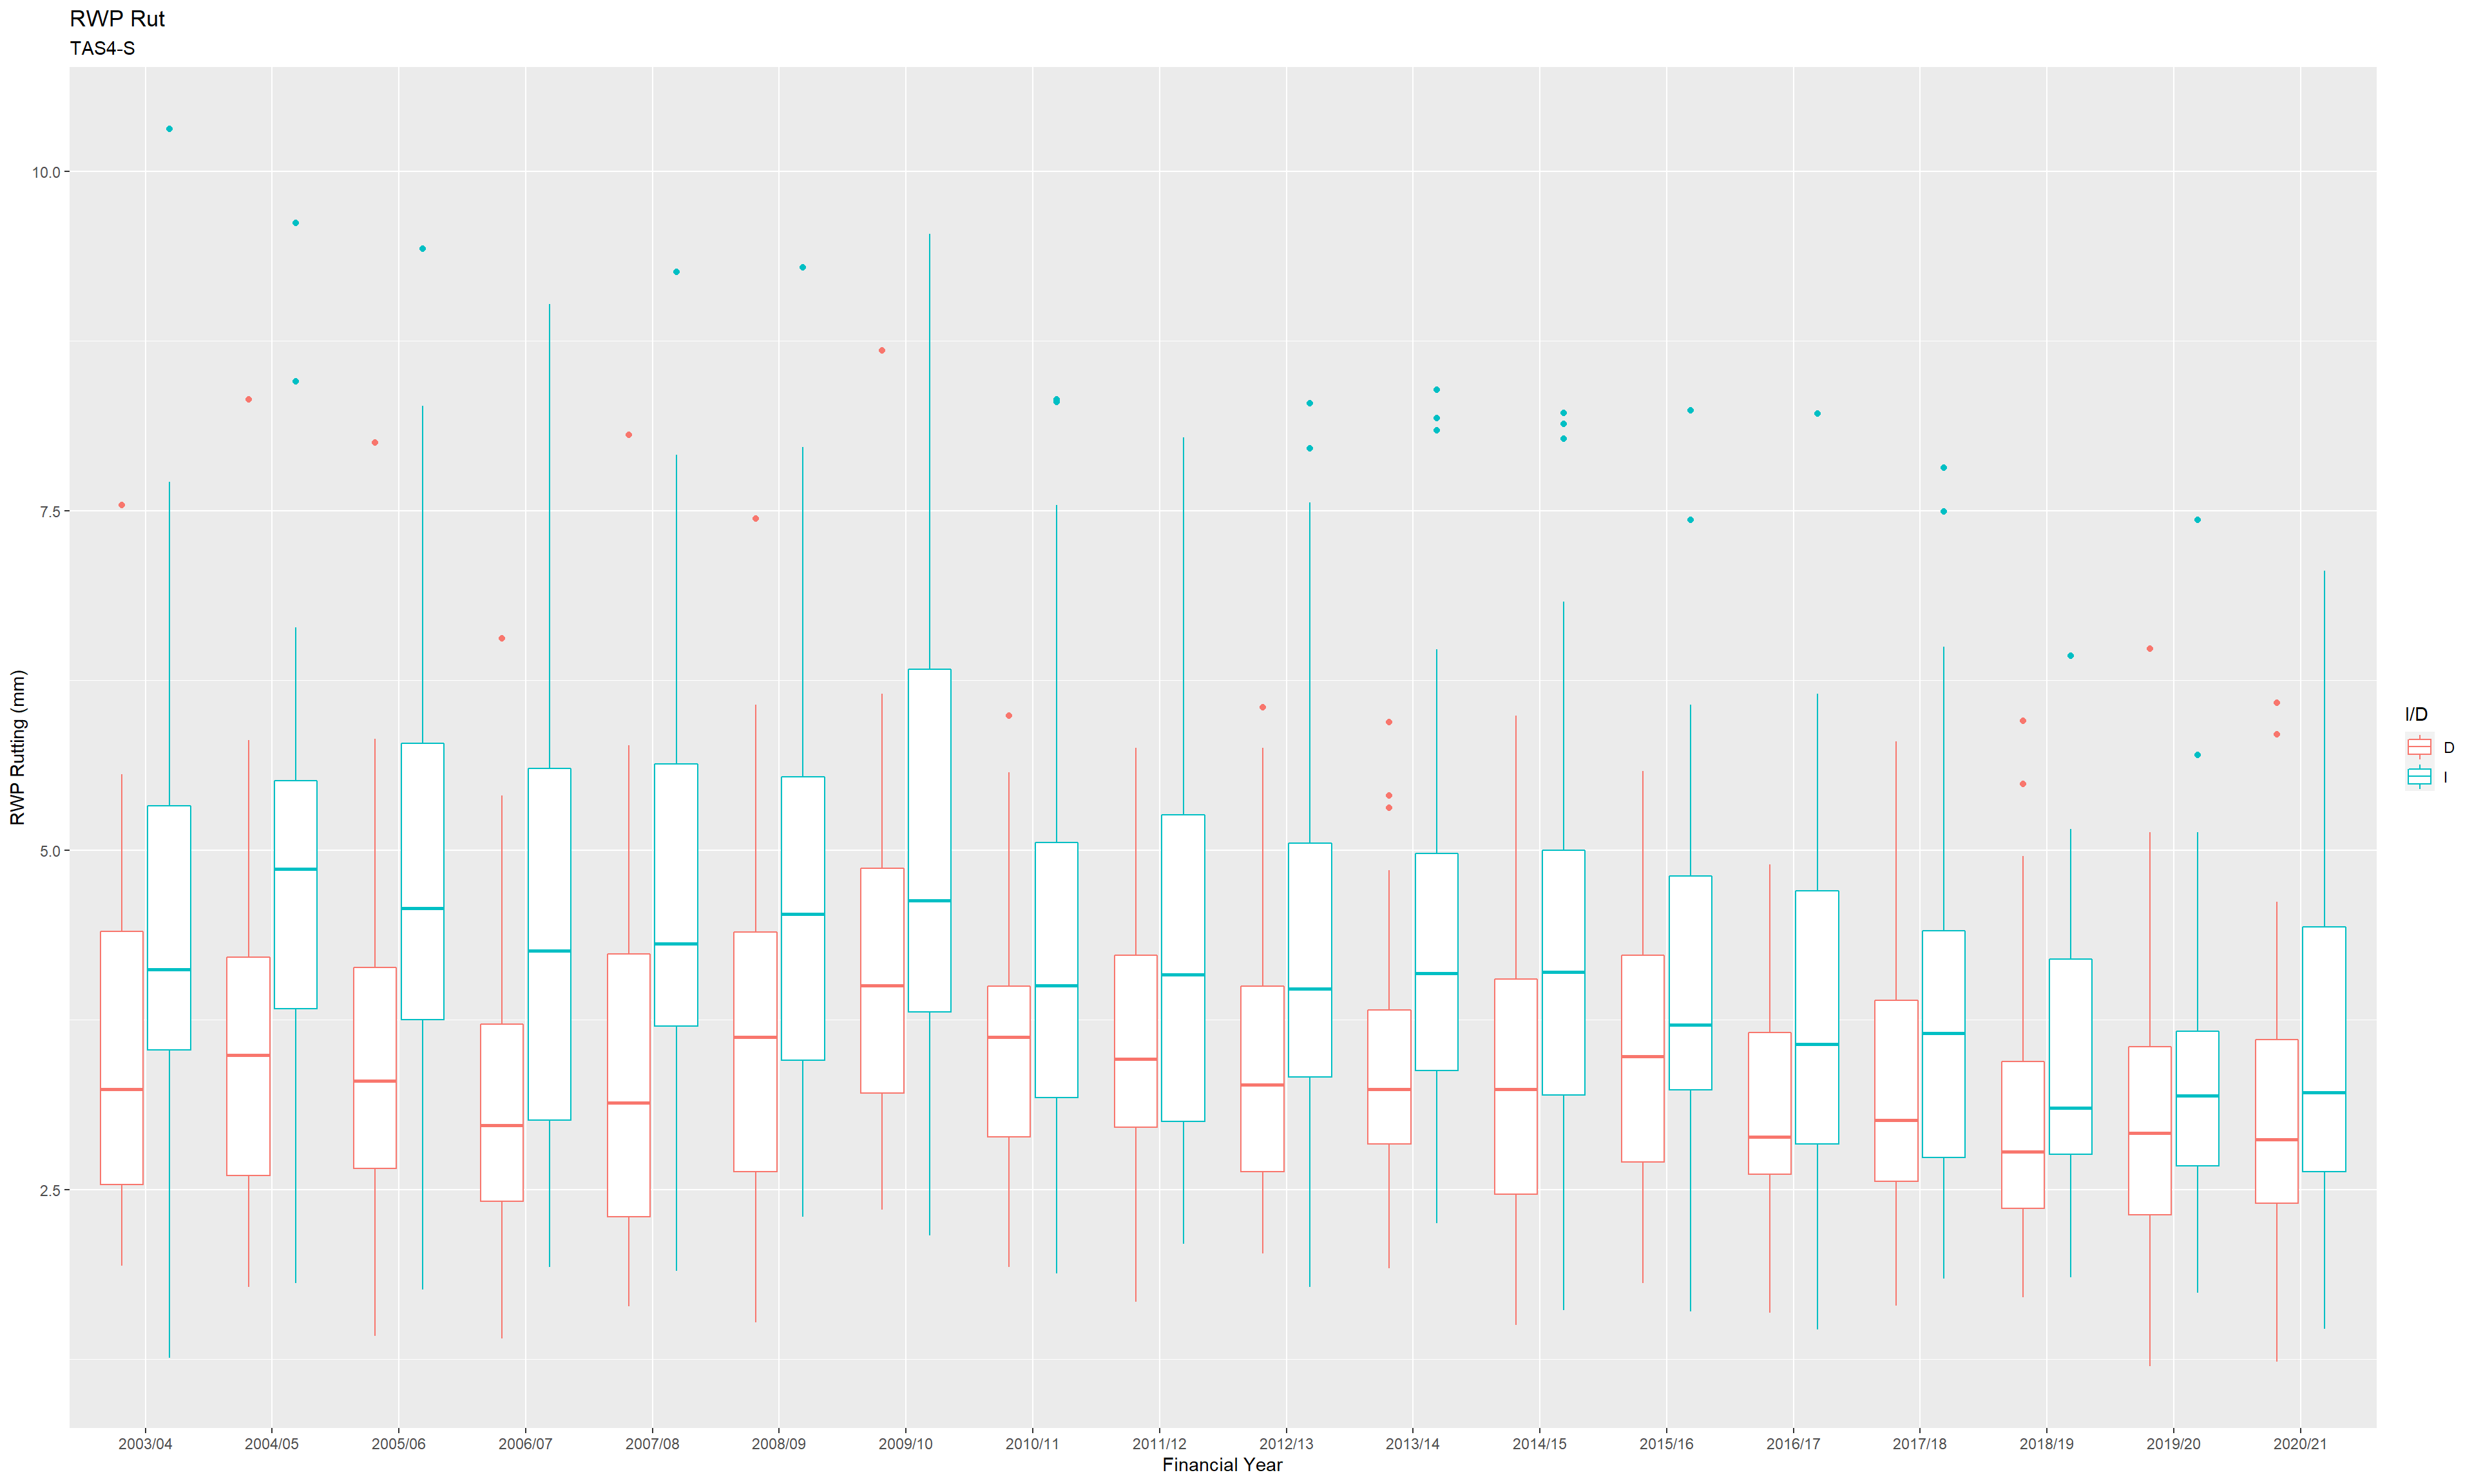 RWP Rut
TAS4-S
RWP Rutting (mm)
10.0
7.5
5.0
2.5
2003/04 2004/05 2005/06 2006/07 2007/08 2008/09 2009/10 2010/11 2011/12 2012/13 2013/14 2014/15 2015/16 2016/17 2017/18 2018/19 2019/20 2020/21
Financial Year
I/D
D
I